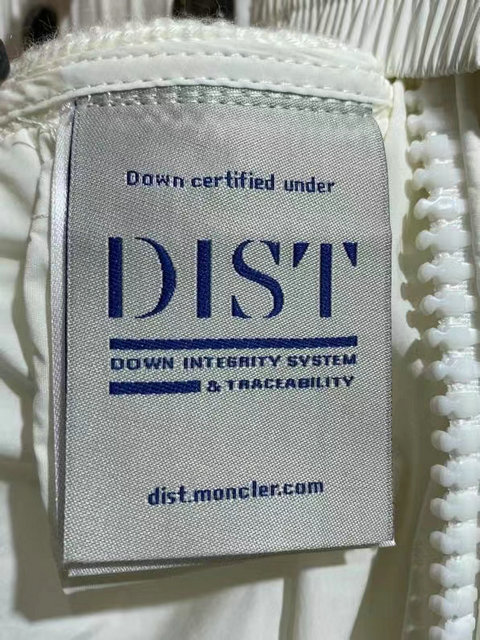 Down certified under
DIST
DOWN INTEGRITY SYSTEM
& TRACEABILITY
dist.moncler.com